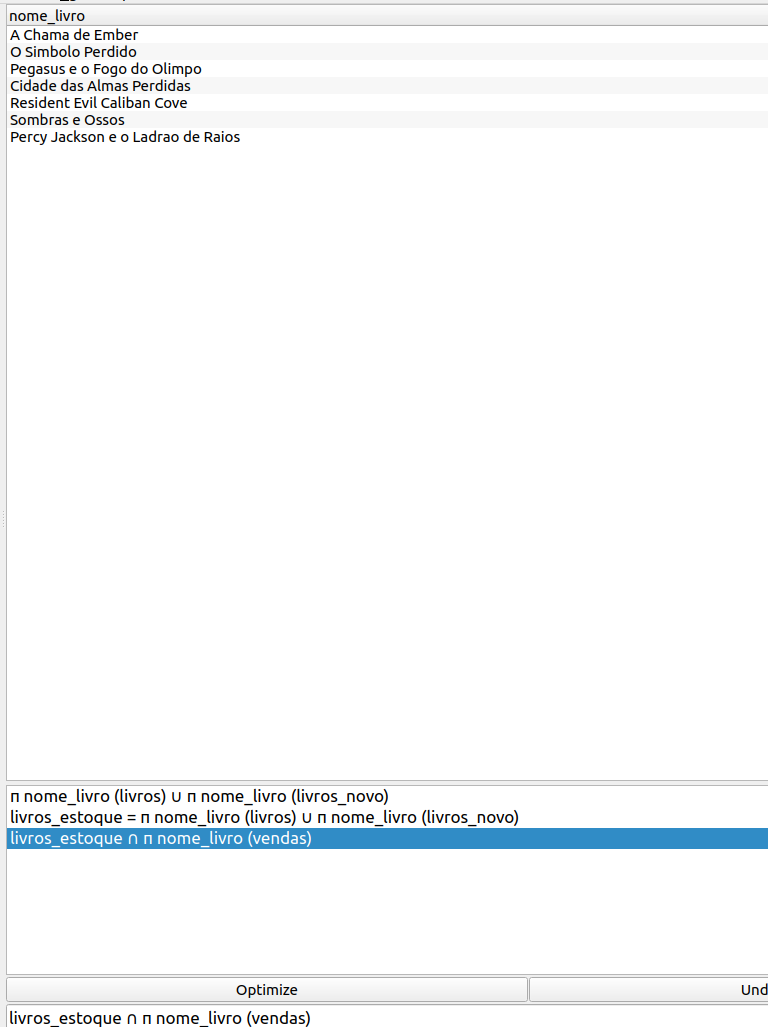 nome_livro
A Chama de Ember
O Simbolo Perdido
Pegasus e o Fogo do Olimpo
Cidade das Almas Perdidas
Resident Evil Caliban Cove
Sombras e Ossos
Percy Jackson e o Ladrao de Raios
π nome_livro (livros) ∪ π nome_livro (livros_novo)
livros_estoque = π nome_livro (livros) ∪ π nome_livro (livros_novo)
livros_estoque ∩ π nome_livro (vendas)
Optimize
Und
livros_estoque ∩ π nome_livro (vendas)